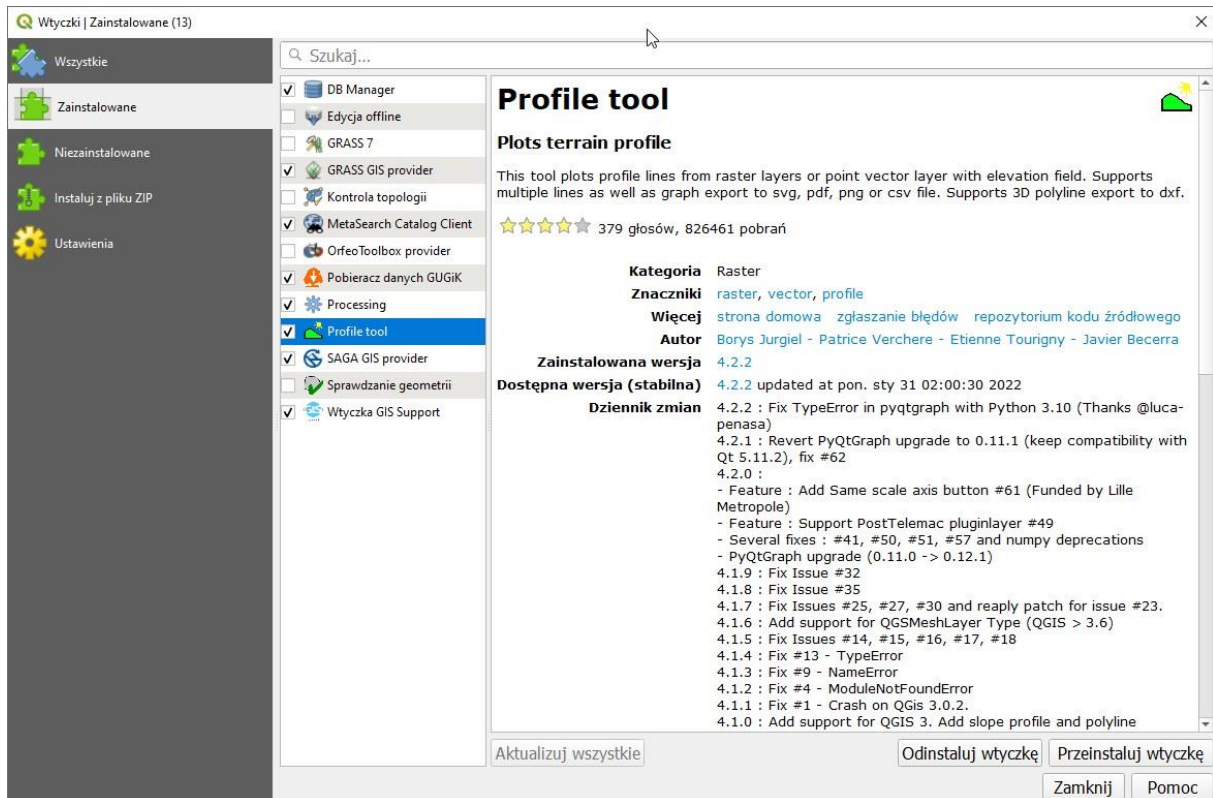 Wtyczki | Zainstalowane (13)
Wszystkie
Zainstalowane
Niezainstalowane
Instaluj z pliku ZIP
Ustawienia
Szukaj...
DB Manager
Edycja offline
GRASS 7
GRASS GIS provider
Kontrola topologii
MetaSearch Catalog Client
OrfeoToolbox provider
Pobieracz danych GUGiK
Processing
Profile tool
SAGA GIS provider
Sprawdzanie geometrii
Wtyczka GIS Support
Profile tool
Plots terrain profile
This tool plots profile lines from raster layers or point vector layer with elevation field. Supports
multiple lines as well as graph export to svg, pdf, png or csv file. Supports 3D polyline export to dxf.
379 głosów, 826461 pobrań
Kategoria Raster
Znaczniki raster, vector, profile
Więcej strona domowa zgłaszanie błędów repozytorium kodu źródłowego
Autor Borys Jurgiel - Patrice Verchere - Etienne Tourigny - Javier Becerra
Zainstalowana wersja 4.2.2
Dostępna wersja (stabilna) 4.2.2 updated at pon. sty 31 02:00:30 2022
Dziennik zmian 4.2.2 : Fix TypeError in pyqtgraph with Python 3.10 (Thanks @luca-
penasa)
4.2.1 : Revert PyQtGraph upgrade to 0.11.1 (keep compatibility with
Qt 5.11.2), fix #62
4.2.0 :
- Feature : Add Same scale axis button #61 (Funded by Lille
Metropole)
- Feature : Support PostTelemac pluginlayer #49
- Several fixes : #41, #50, #51, #57 and numpy deprecations
- PyQtGraph upgrade (0.11.0 -> 0.12.1)
4.1.9 : Fix Issue #32
4.1.8 : Fix Issue #35
4.1.7 : Fix Issues #25, #27, #30 and reaply patch for issue #23.
4.1.6 : Add support for QGSMeshLayer Type (QGIS > 3.6)
4.1.5 : Fix Issues #14, #15, #16, #17, #18
4.1.4 : Fix #13 - TypeError
4.1.3 : Fix #9 - NameError
4.1.2 : Fix #4 - ModuleNotFoundError
4.1.1 : Fix #1 - Crash on QGis 3.0.2.
4.1.0 : Add support for QGIS 3. Add slope profile and polyline
Aktualizuj wszystkie
Odinstaluj wtyczkę
Przeinstaluj wtyczkę
Zamknij
Pomoc